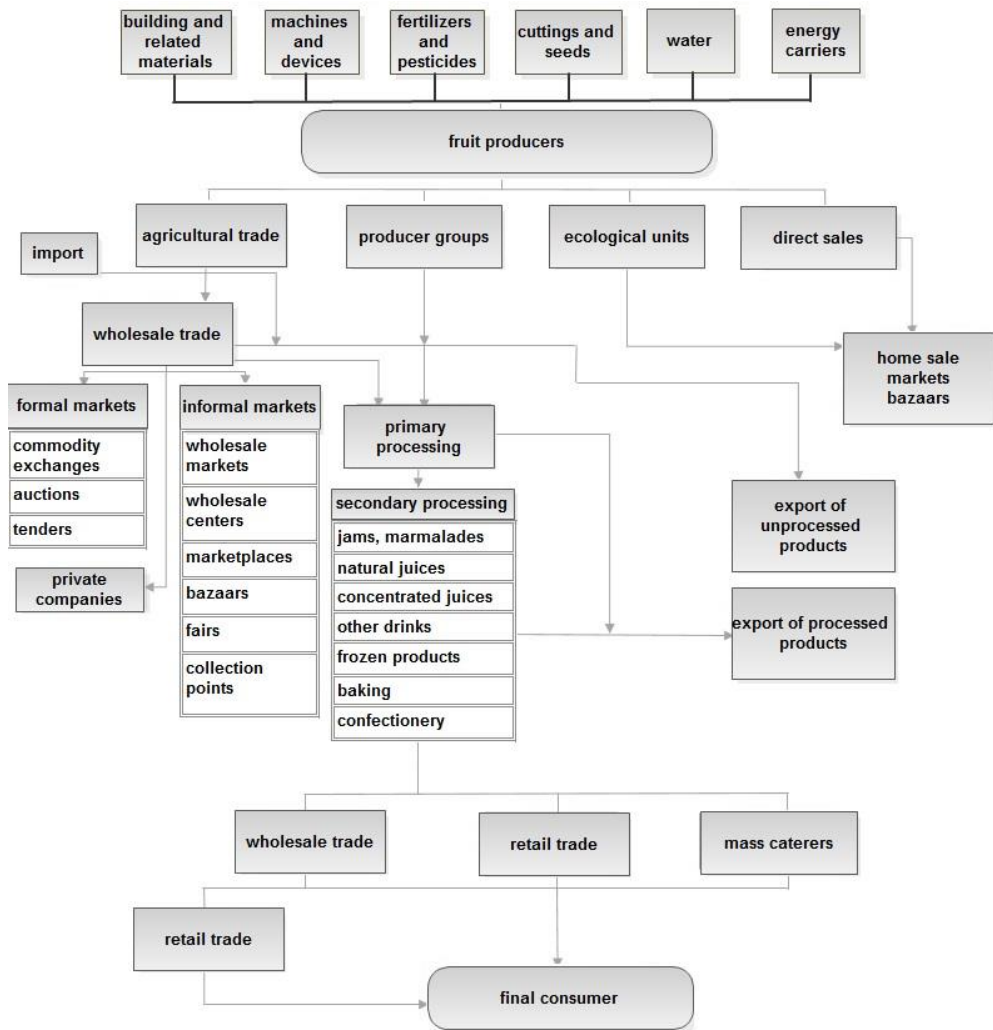 building and
related
materials
machines
and
devices
fertilizers
and
pesticides
cuttings and
seeds
water
energy
carriers
fruit producers
agricultural trade
producer groups
ecological units
direct sales
import
wholesale trade
home sale
markets
bazaars
formal markets
commodity
exchanges
auctions
tenders
informal markets
wholesale
markets
wholesale
centers
marketplaces
bazaars
fairs
collection
points
primary
processing
secondary processing
jams, marmalades
natural juices
concentrated juices
other drinks
frozen products
baking
confectionery
export of
unprocessed
products
private
companies
export of processed
products
wholesale trade
retail trade
mass caterers
retail trade
final consumer